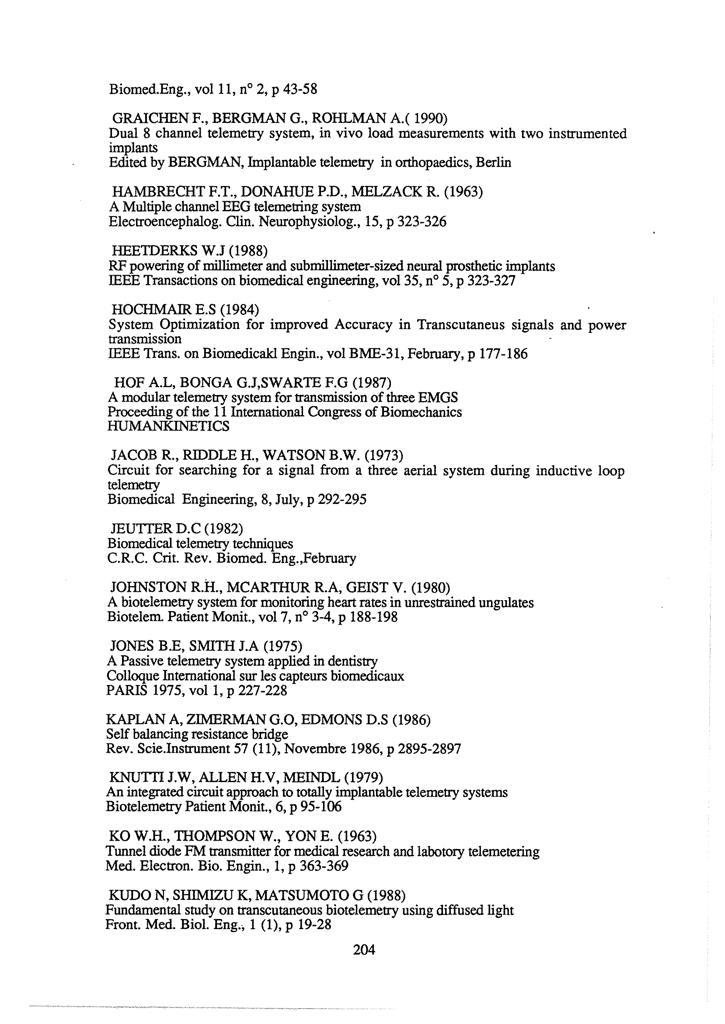 Biomed.Eng., vol 11, n° 2, p 43-58
GRAICHEN F., BERGMAN G., ROHLMAN A.( 1990)
Dual 8 channel telemetry system, in vivo load measurements with two instrumented
implants
Edited by BERGMAN, Implantable telemetry in orthopaedics, Berlin
HAMBRECHT F.T., DONAHUE P.D., MELZACK R. (1963)
A Multiple channel EEG telemetring system
Electroencephalog. Clin. Neurophysiolog., 15, p 323-326
HEETDERKS W.J (1988)
RF powering of millimeter and submillimeter-sized neural prosthetic implants
IEEE Transactions on biomedical engineering, vol 35, n° 5, p 323-327
HOCHMAIR E.S (1984)
System Optimization for improved Accuracy in Transcutaneus signals and power
transmission
IEEE Trans. on Biomedicakl Engin., vol BME-31, February, p 177-186
HOF A.L, BONGA G.J,SWARTE F.G (1987)
A modular telemetry system for transmission of three EMGS
Proceeding of the 11 International Congress of Biomechanics
HUMANKINETICS
JACOB R., RIDDLE H., WATSON B.W. (1973)
Circuit for searching for a signal from a three aerial system during inductive loop
telemetry
Biomedical Engineering, 8, July, p 292-295
JEUTTER D.C (1982)
Biomedical telemetry techniques
C.R.C. Crit. Rev. Biomed. Eng.,February
JOHNSTON R.H., MCARTHUR R.A, GEIST V. (1980)
A biotelemetry system for monitoring heart rates in unrestrained ungulates
Biotelem. Patient Monit., vol 7, n° 3-4, p 188-198
JONES B.E, SMITH J.A (1975)
A Passive telemetry system applied in dentistry
Colloque International sur les capteurs biomedicaux
PARIS 1975, vol 1, p 227-228
KAPLAN A, ZIMERMAN G.O, EDMONS D.S (1986)
Self balancing resistance bridge
Rev. Scie.Instrument 57 (11), Novembre 1986, p 2895-2897
KNUTTI J.W, ALLEN H.V, MEINDL (1979)
An integrated circuit approach to totally implantable telemetry systems
Biotelemetry Patient Monit., 6, p 95-106
KO W.H., THOMPSON W., YON E. (1963)
Tunnel diode FM transmitter for medical research and labotory telemetering
Med. Electron. Bio. Engin., 1, p 363-369
KUDO N, SHIMIZU K, MATSUMOTO G (1988)
Fundamental study on transcutaneous biotelemetry using diffused light
Front. Med. Biol. Eng., 1 (1), p 19-28
204